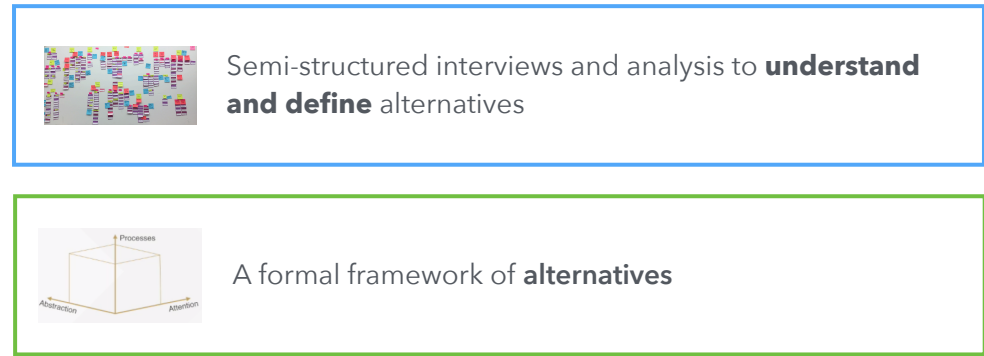 Semi-structured interviews and analysis to understand
and define alternatives
Processes
Abstraction
Attention
A formal framework of alternatives